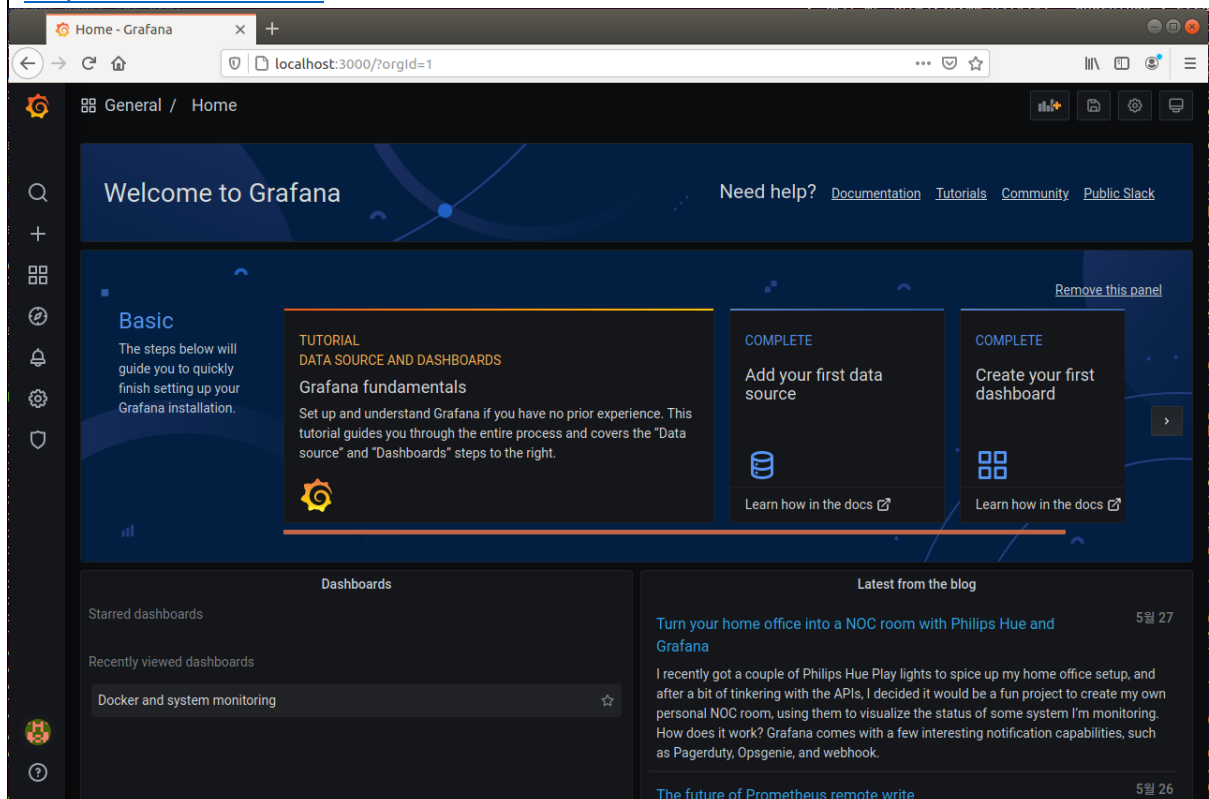 Home - Grafana
localhost:3000/?orgId=1
General / Home
Welcome to Grafana
Need help? Documentation Tutorials Community Public Slack
Remove this panel
Basic
The steps below will
guide you to quickly
finish setting up your
Grafana installation.
TUTORIAL
DATA SOURCE AND DASHBOARDS
Grafana fundamentals
Set up and understand Grafana if you have no prior experience. This
tutorial guides you through the entire process and covers the "Data
source" and "Dashboards" steps to the right.
COMPLETE
Add your first data
source
Learn how in the docs
COMPLETE
Create your first
dashboard
Learn how in the docs
Dashboards
Starred dashboards
Recently viewed dashboards
Docker and system monitoring
Latest from the blog
Turn your home office into a NOC room with Philips Hue and
Grafana
5월 27
I recently got a couple of Philips Hue Play lights to spice up my home office setup, and
after a bit of tinkering with the APIs, I decided it would be a fun project to create my own
personal NOC room, using them to visualize the status of some system I'm monitoring.
How does it work? Grafana comes with a few interesting notification capabilities, such
as Pagerduty, Opsgenie, and webhook.
The future of Prometheus remote write
5월 26